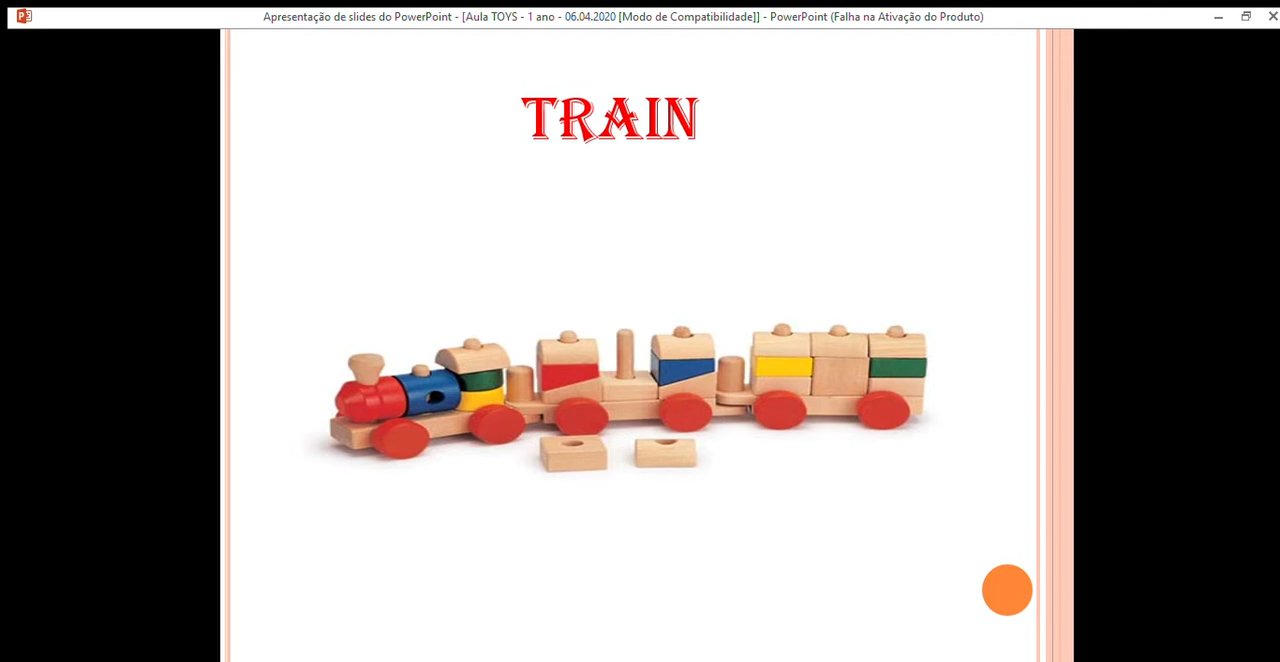 Apresentação de slides do PowerPoint - [Aula TOYS - 1 ano - 06.04.2020 [Modo de Compatibilidade]] - PowerPoint (Falha na Ativação do Produto)
TRAIN